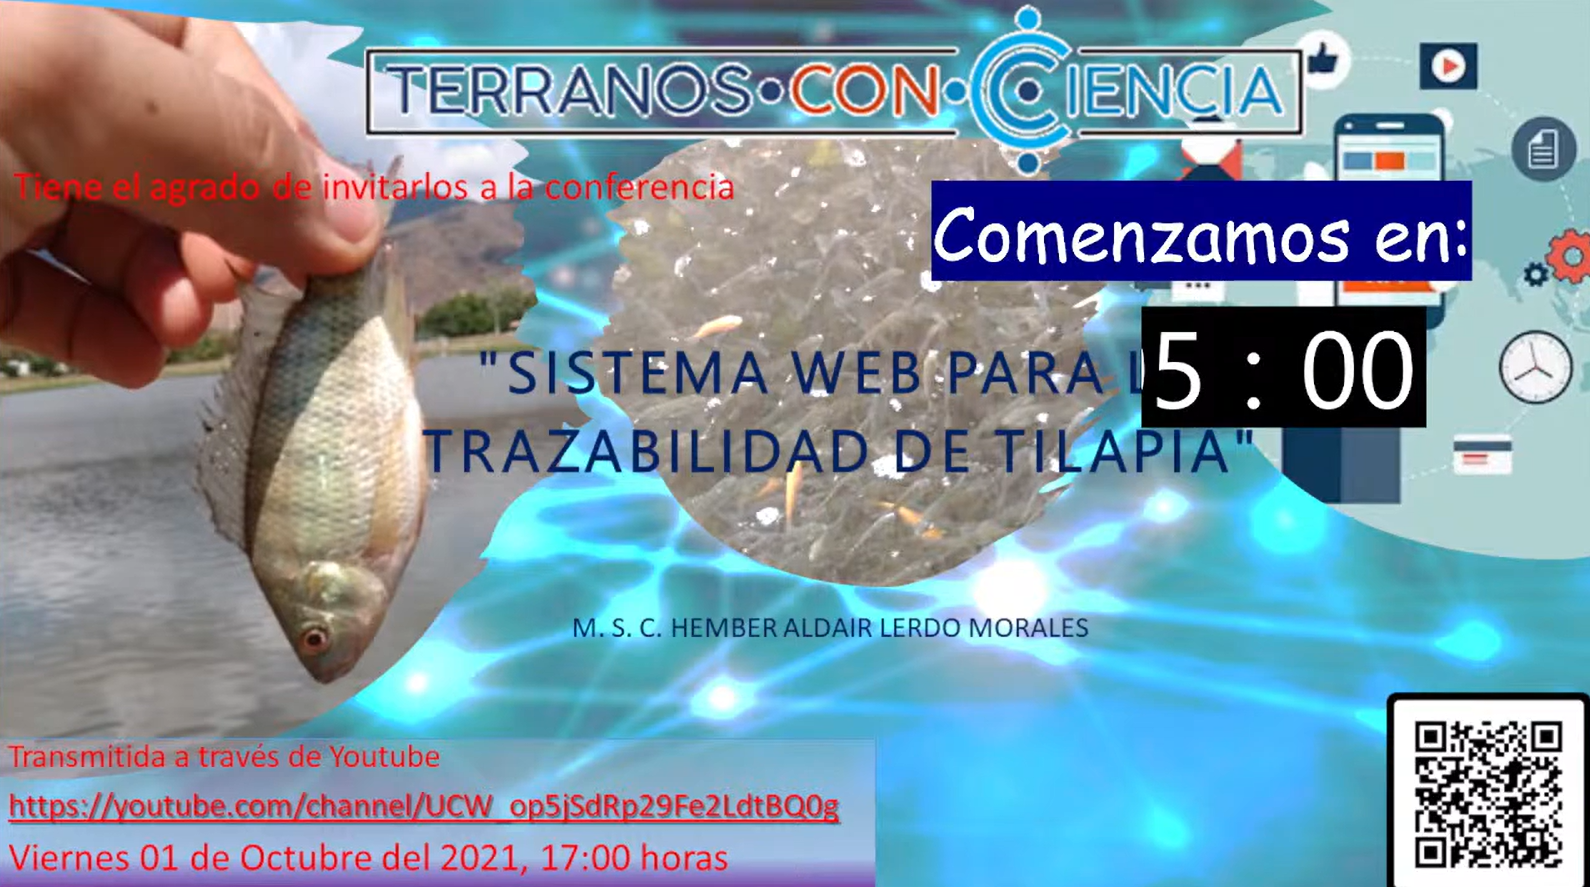 TERRANOS•CON•CIENCIA
Tiene el agrado de invitarlos a la conferencia
Comenzamos en:
5 : 00
"SISTEMA WEB PARA L
TRAZABILIDAD DE TILAPIA"
M. S. C. HEMBER ALDAIR LERDO MORALES
Transmitida a través de Youtube
https://youtube.com/channel/UCW_op5jSdRp29Fe2LdtBQ0g
Viernes 01 de Octubre del 2021, 17:00 horas